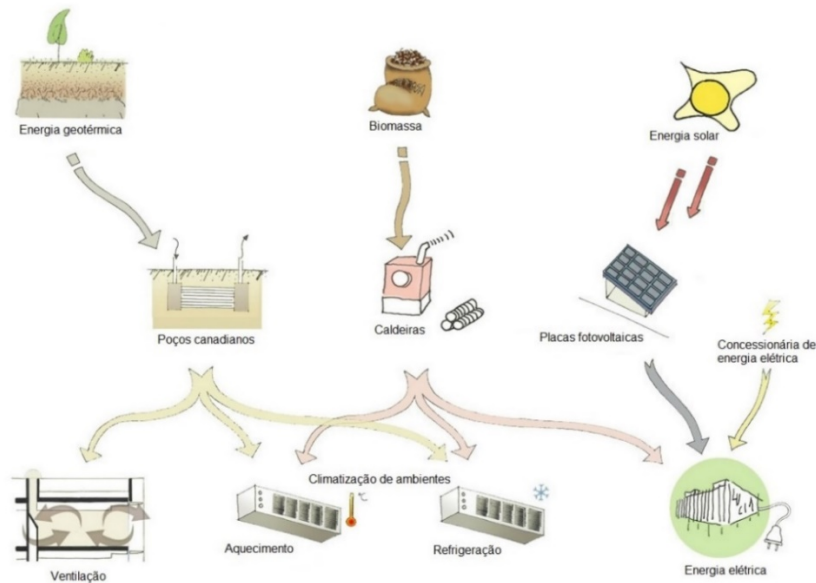 Energia geotérmica
Biomassa
Energia solar
Poços canadianos
Caldeiras
Placas fotovoltaicas
Concessionária de
energia elétrica
Climatização de ambientes
Aquecimento
Refrigeração
Ventilação
Energia elétrica